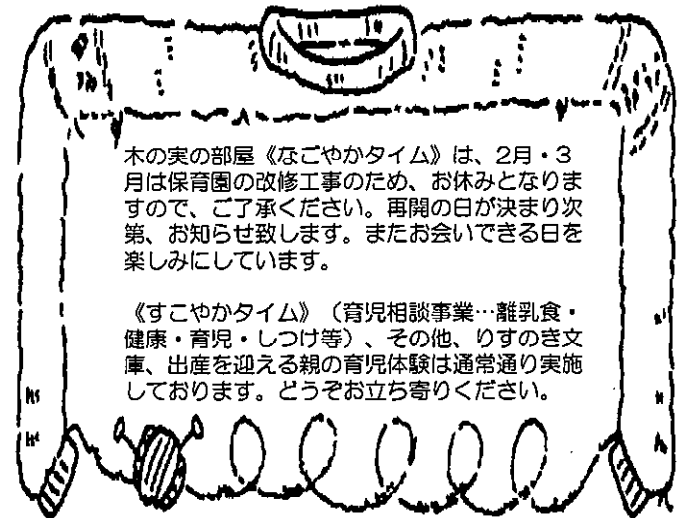 木の実の部屋《なごやかタイム》は、2月・3
月は保育園の改修工事のため、お休みとなりま
すので、ご了承ください。再開の日が決まり次
第、お知らせ致します。またお会いできる日を
楽しみにしています。
《すこやかタイム》（育児相談事業…離乳食・
健康・育児・しつけ等）、その他、りすのき文
庫、出産を迎える親の育児体験は通常通り実施
しております。どうぞお立ち寄りください。